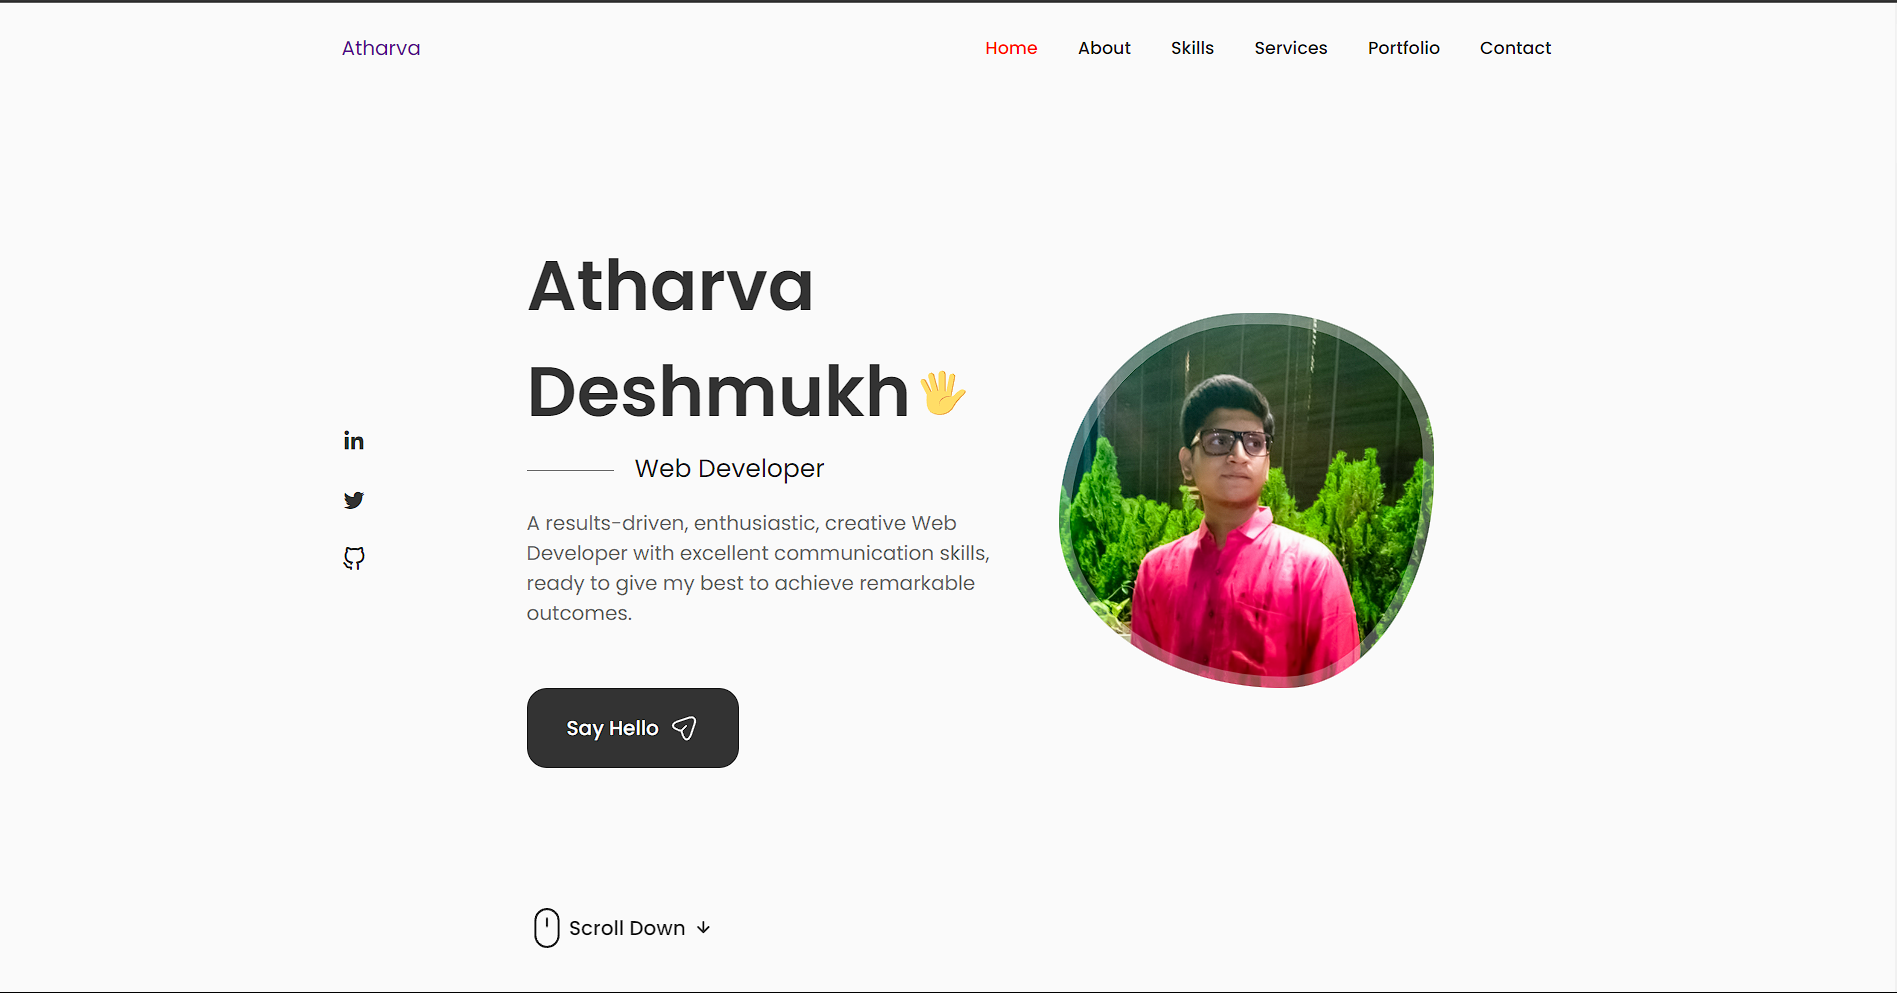 Atharva
Home About Skills Services Portfolio Contact
Atharva
Deshmukh🖐
Web Developer
A results-driven, enthusiastic, creative Web
Developer with excellent communication skills,
ready to give my best to achieve remarkable
outcomes.
in
Say Hello
Scroll Down ↓